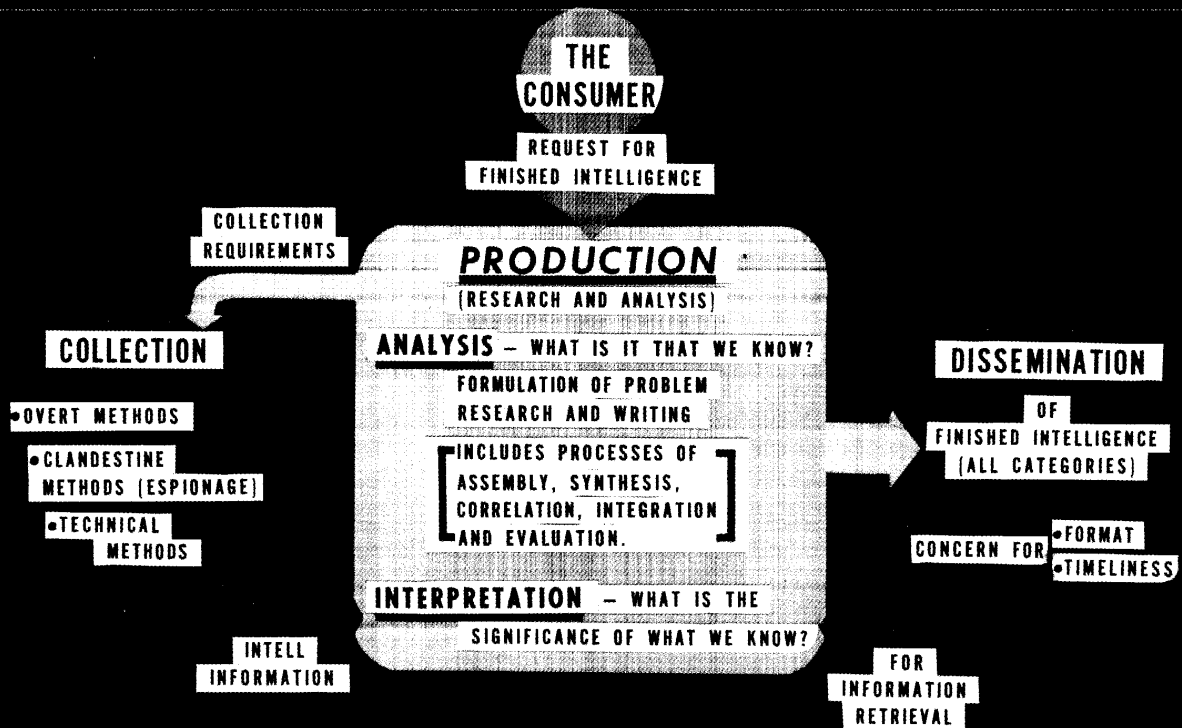 THE
CONSUMER
REQUEST FOR
FINISHED INTELLIGENCE
COLLECTION
REQUIREMENTS
PRODUCTION
(RESEARCH AND ANALYSIS)
ANALYSIS – WHAT IS IT THAT WE KNOW?
FORMULATION OF PROBLEM
RESEARCH AND WRITING
[INCLUDES PROCESSES OF
ASSEMBLY, SYNTHESIS,
CORRELATION, INTEGRATION
AND EVALUATION.]
INTERPRETATION – WHAT IS THE
SIGNIFICANCE OF WHAT WE KNOW?
COLLECTION
•OVERT METHODS
•CLANDESTINE
METHODS (ESPIONAGE)
•TECHNICAL
METHODS
INTELL
INFORMATION
DISSEMINATION
OF
FINISHED INTELLIGENCE
(ALL CATEGORIES)
CONCERN FOR
•FORMAT
•TIMELINESS
FOR
INFORMATION
RETRIEVAL